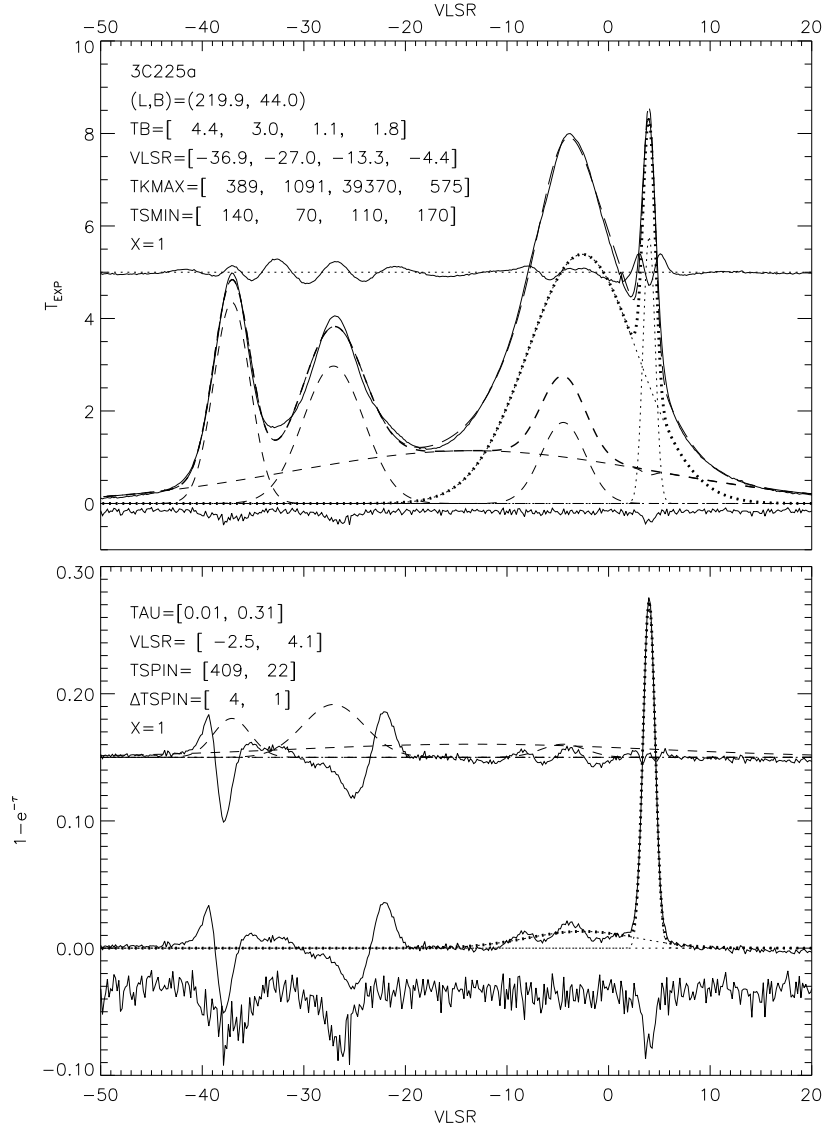 VLSR
−50 −40 −30 −20 −10 0 10 20
10
8
6
4
2
0
T_EXP
3C225a
(L,B)=(219.9, 44.0)
TB=[ 4.4, 3.0, 1.1, 1.8]
VLSR=[−36.9, −27.0, −13.3, −4.4]
TKMAX=[ 389, 1091, 39370, 575]
TSMIN=[ 140, 70, 110, 170]
X=1
0.30
0.20
0.10
0.00
−0.10
1−e^−τ
TAU=[0.01, 0.31]
VLSR= [ −2.5, 4.1]
TSPIN= [409, 22]
ΔTSPIN=[ 4, 1]
X=1
−50 −40 −30 −20 −10 0 10 20
VLSR